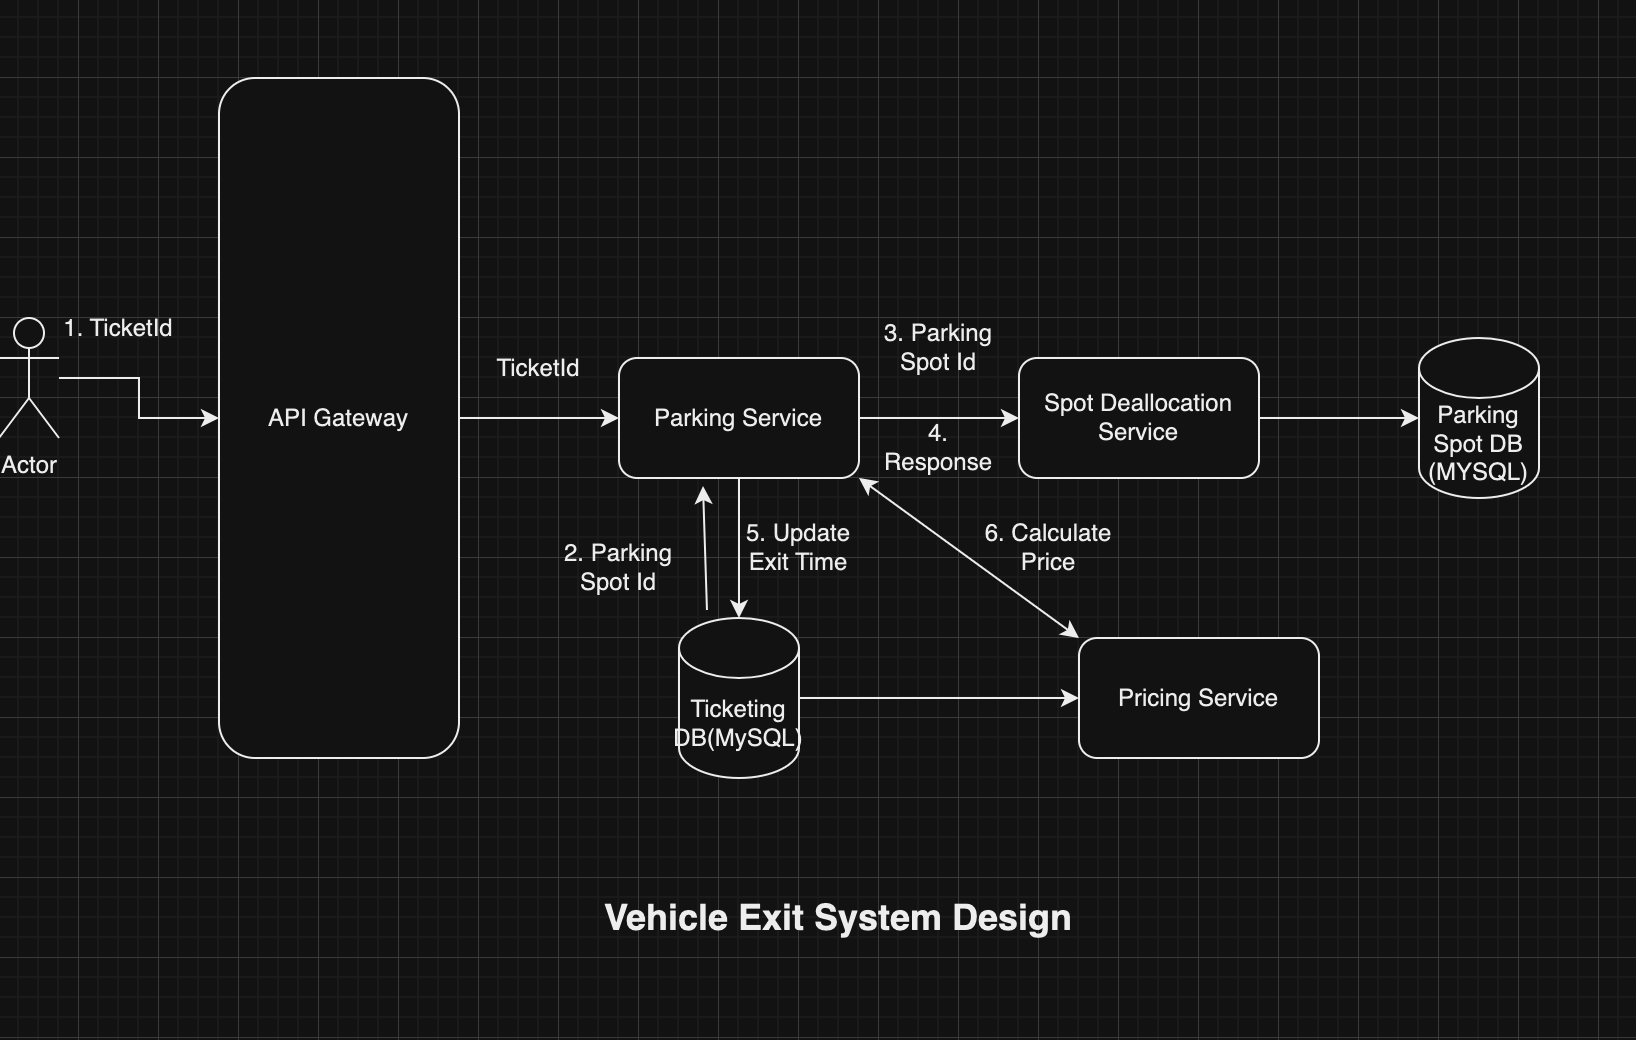 1. TicketId
Actor
API Gateway
TicketId
Parking Service
3. Parking
Spot Id
4.
Response
Spot Deallocation
Service
Parking
Spot DB
(MYSQL)
2. Parking
Spot Id
5. Update
Exit Time
6. Calculate
Price
Ticketing
DB(MySQL)
Pricing Service
Vehicle Exit System Design